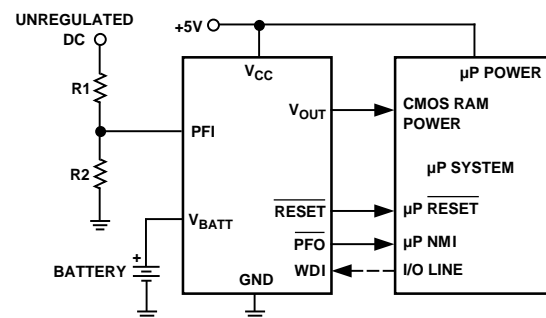 UNREGULATED
DC
+5V
R1
R2
BATTERY
+
VCC
VOUT
PFI
VBATT
RESET
PFO
WDI
GND
µP POWER
CMOS RAM
POWER
µP SYSTEM
µP RESET
µP NMI
I/O LINE